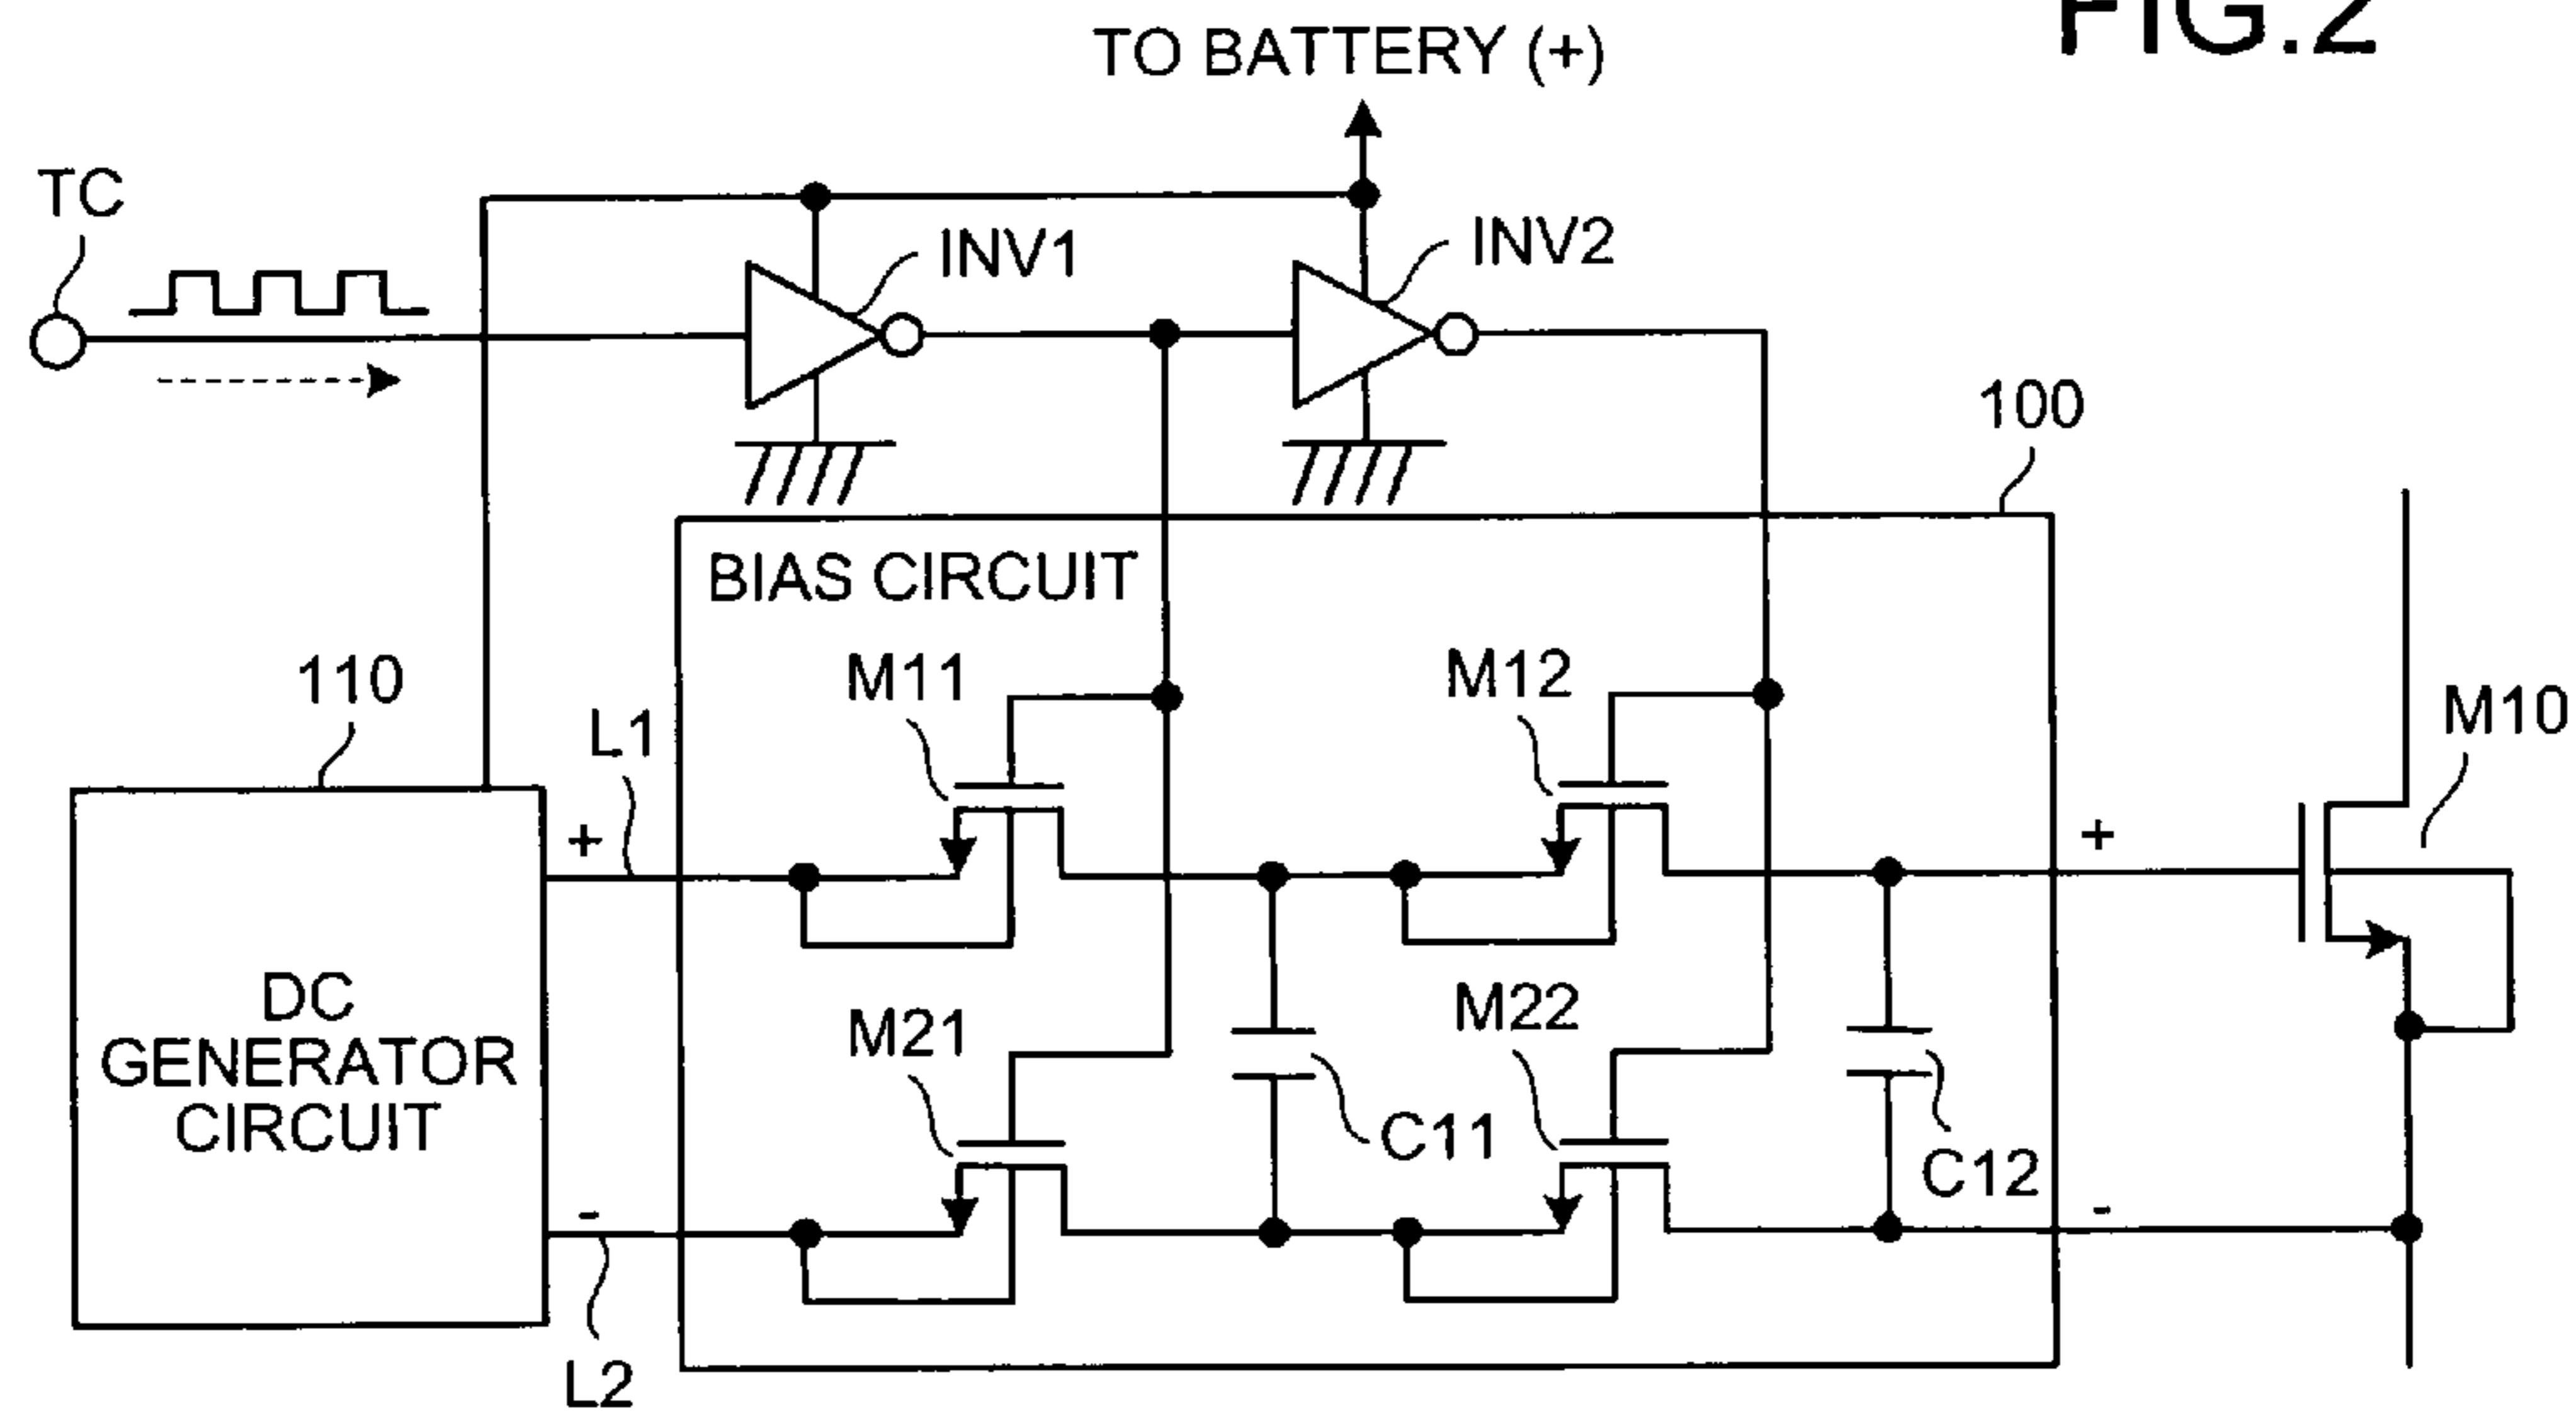 FIG.2
TO BATTERY (+)
TC
INV1
INV2
100
BIAS CIRCUIT
110
L1
M11
M12
M10
+
+
DC
GENERATOR
CIRCUIT
M21
M22
C11
C12
-
-
L2